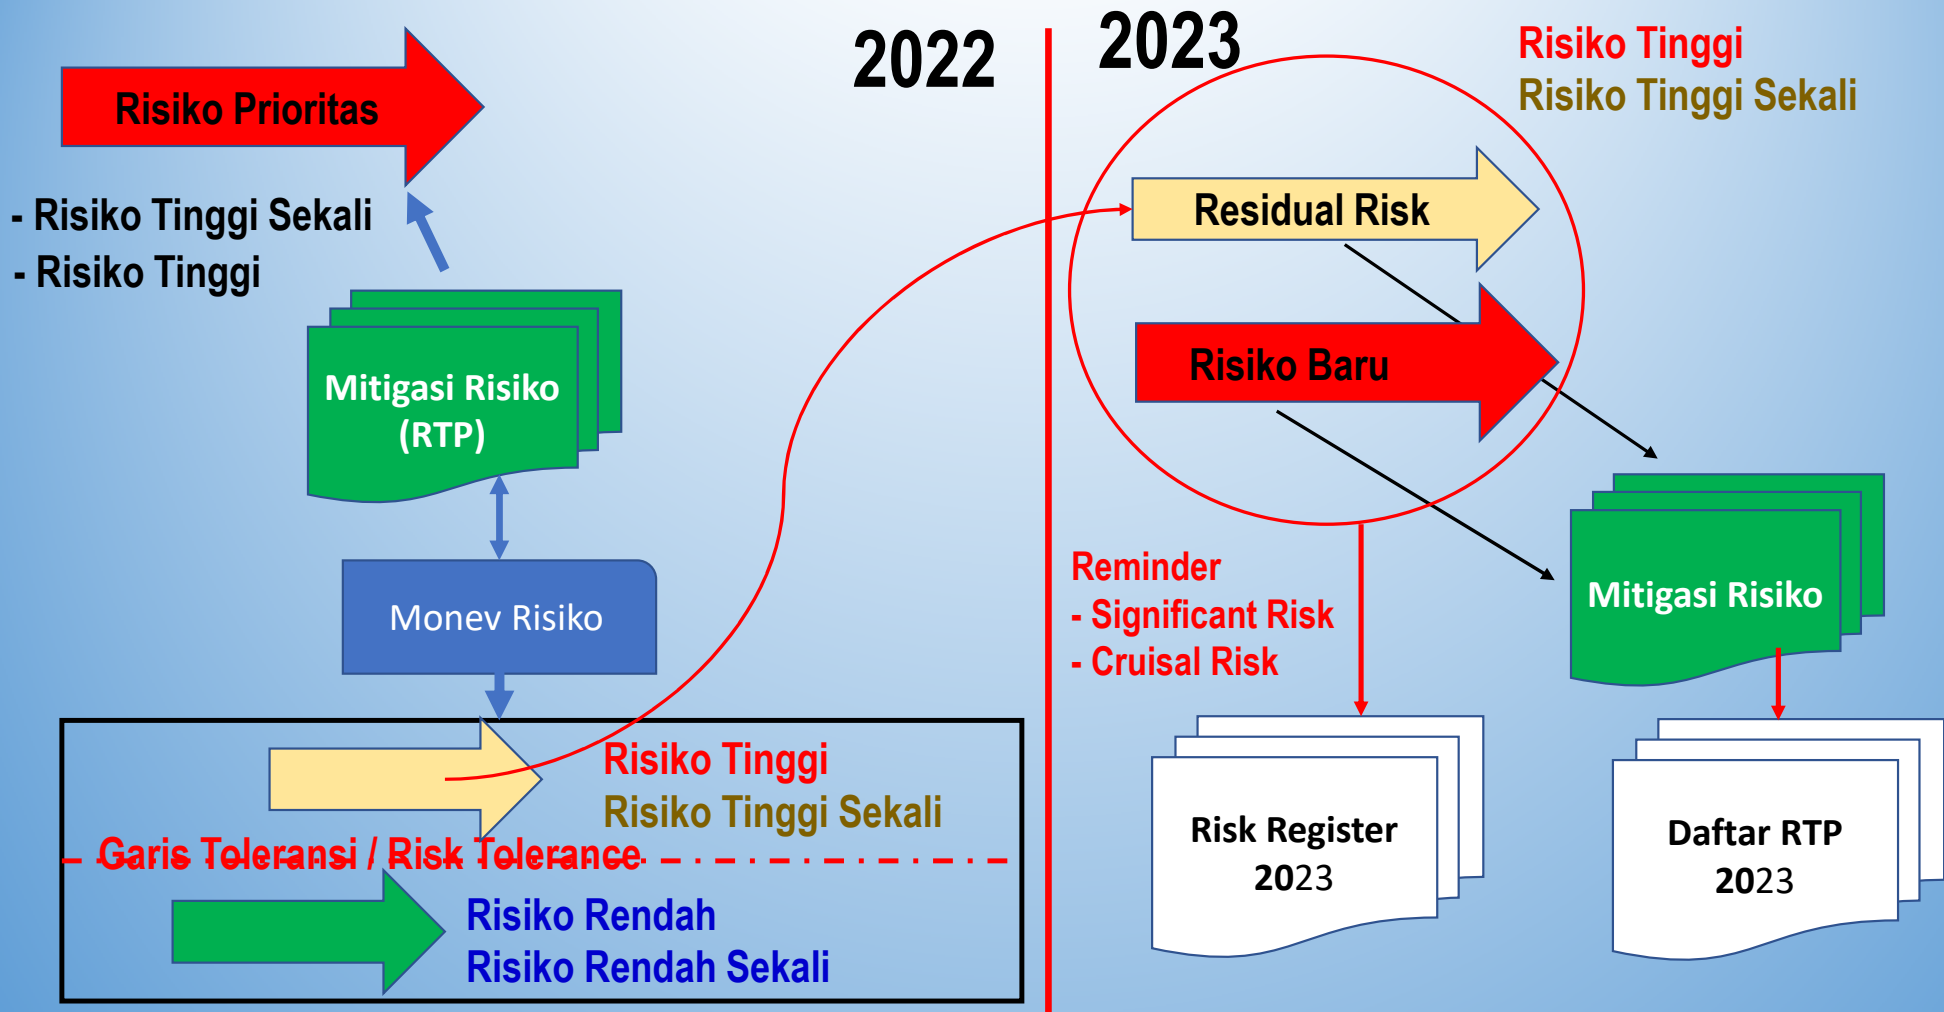 2022
2023
Risiko Prioritas
- Risiko Tinggi Sekali
- Risiko Tinggi
Mitigasi Risiko
(RTP)
Monev Risiko
Risiko Tinggi
Risiko Tinggi Sekali
Garis Toleransi / Risk Tolerance
Risiko Rendah
Risiko Rendah Sekali
Risiko Tinggi
Risiko Tinggi Sekali
Residual Risk
Risiko Baru
Reminder
- Significant Risk
- Cruisal Risk
Mitigasi Risiko
Risk Register
2023
Daftar RTP
2023